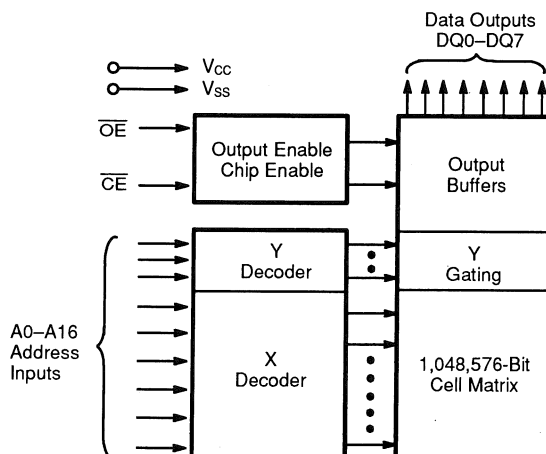 Data Outputs
DQ0–DQ7
VCC
VSS
OE
CE
Output Enable
Chip Enable
Output
Buffers
Y
Decoder
Y
Gating
A0–A16
Address
Inputs
X
Decoder
1,048,576-Bit
Cell Matrix